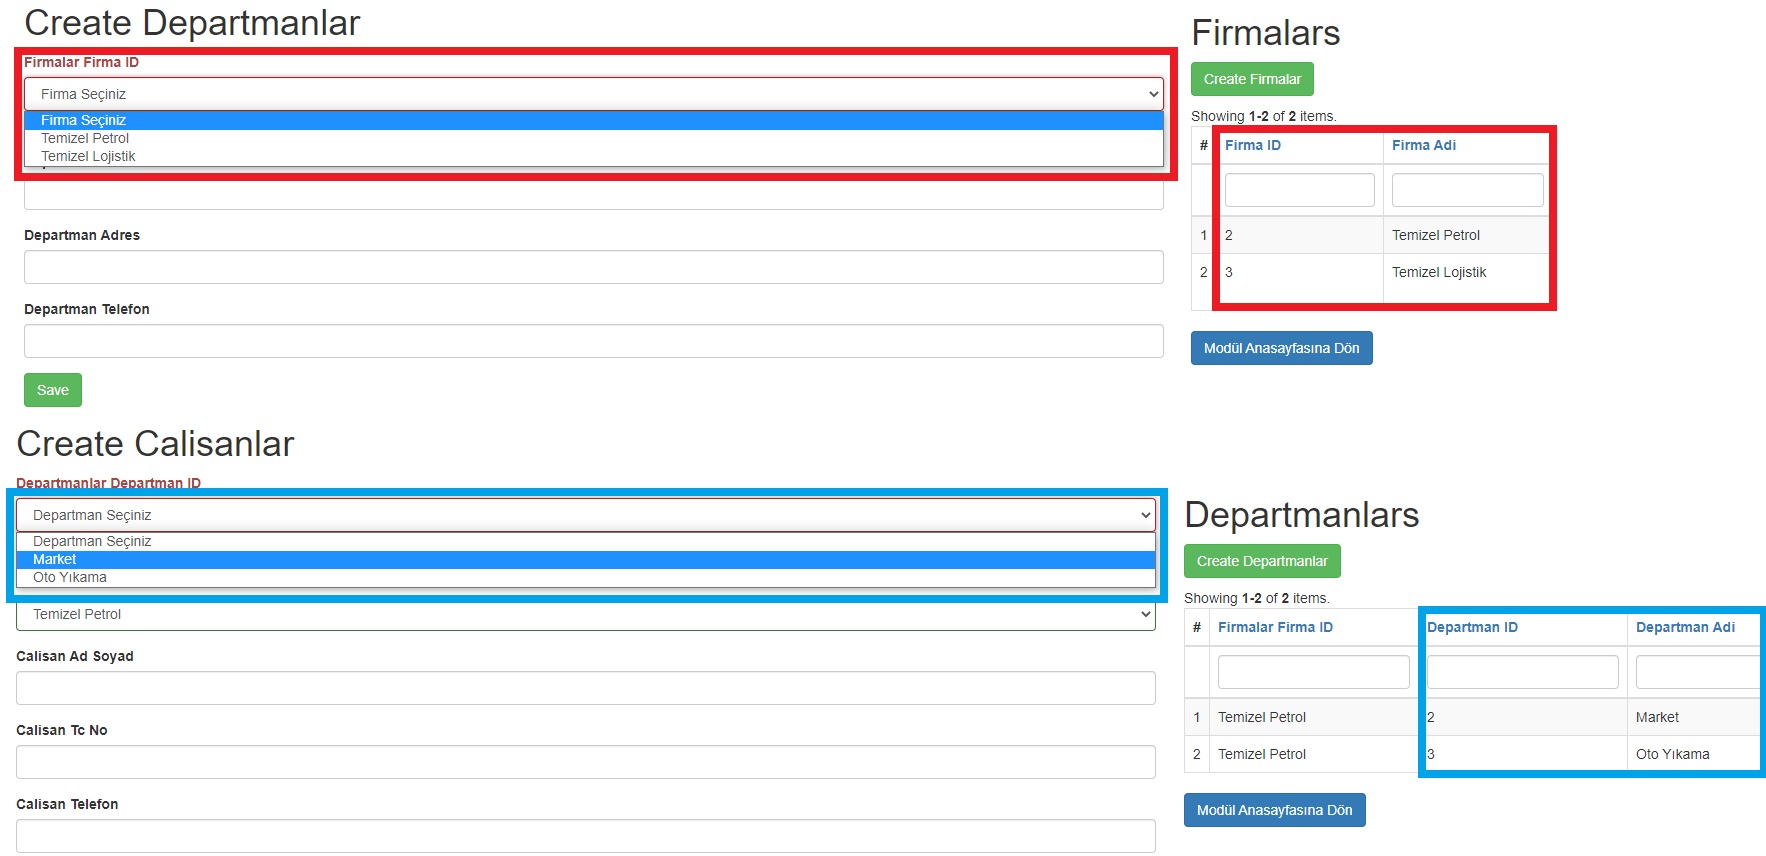 Create Departmanlar
Firmalar Firma ID
Firma Seçiniz
Firma Seçiniz
Temizel Petrol
Temizel Lojistik
Departman Adres
Departman Telefon
Save
Firmalars
Create Firmalar
Showing 1-2 of 2 items.
# Firma ID Firma Adi
1 2 Temizel Petrol
2 3 Temizel Lojistik
Modül Anasayfasına Dön
Create Calisanlar
Departmanlar Departman ID
Departman Seçiniz
Departman Seçiniz
Market
Oto Yıkama
Temizel Petrol
Calisan Ad Soyad
Calisan Tc No
Calisan Telefon
Departmanlars
Create Departmanlar
Showing 1-2 of 2 items.
# Firmalar Firma ID Departman ID Departman Adi
1 Temizel Petrol 2 Market
2 Temizel Petrol 3 Oto Yıkama
Modül Anasayfasına Dön